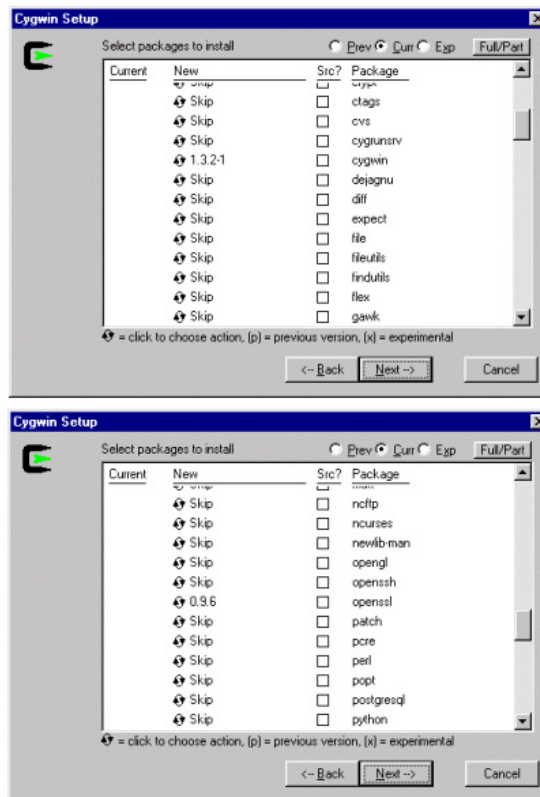 Cygwin Setup
Select packages to install Prev Curr Exp Full/Part
Current New Src? Package
Skip crypt
Skip ctags
Skip cvs
Skip cygrunsrv
1.3.2-1 cygwin
Skip dejagnu
Skip diff
Skip expect
Skip file
Skip fileutils
Skip findutils
Skip flex
Skip gawk
= click to choose action, (p) = previous version, (x) = experimental
<-- Back Next --> Cancel
Cygwin Setup
Select packages to install Prev Curr Exp Full/Part
Current New Src? Package
Skip
Skip ncftp
Skip ncurses
Skip newlib-man
Skip opengl
Skip openssh
0.9.6 openssl
Skip patch
Skip pcre
Skip perl
Skip popt
Skip postgresql
Skip python
= click to choose action, (p) = previous version, (x) = experimental
<-- Back Next --> Cancel